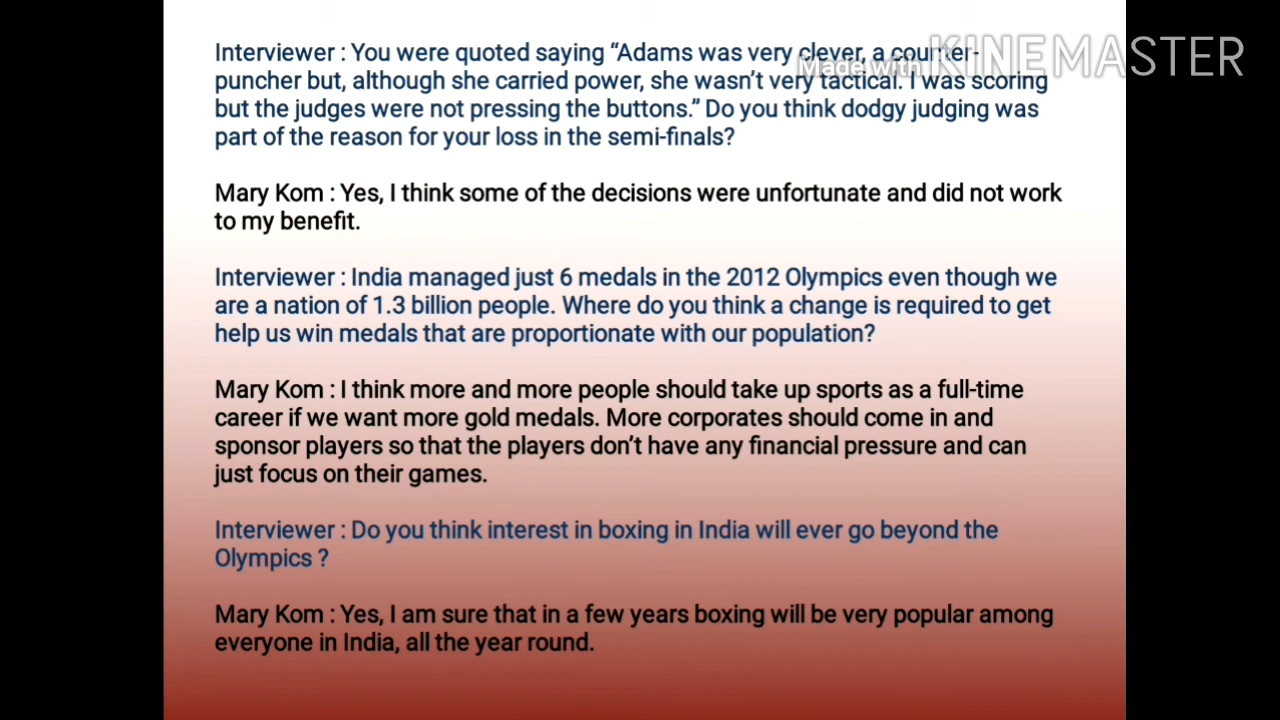 Interviewer : You were quoted saying “Adams was very clever, a counter-
puncher but, although she carried power, she wasn’t very tactical. I was scoring
but the judges were not pressing the buttons.” Do you think dodgy judging was
part of the reason for your loss in the semi-finals?
Mary Kom : Yes, I think some of the decisions were unfortunate and did not work
to my benefit.
Interviewer : India managed just 6 medals in the 2012 Olympics even though we
are a nation of 1.3 billion people. Where do you think a change is required to get
help us win medals that are proportionate with our population?
Mary Kom : I think more and more people should take up sports as a full-time
career if we want more gold medals. More corporates should come in and
sponsor players so that the players don’t have any financial pressure and can
just focus on their games.
Interviewer : Do you think interest in boxing in India will ever go beyond the
Olympics ?
Mary Kom : Yes, I am sure that in a few years boxing will be very popular among
everyone in India, all the year round.
Made with KINEMASTER